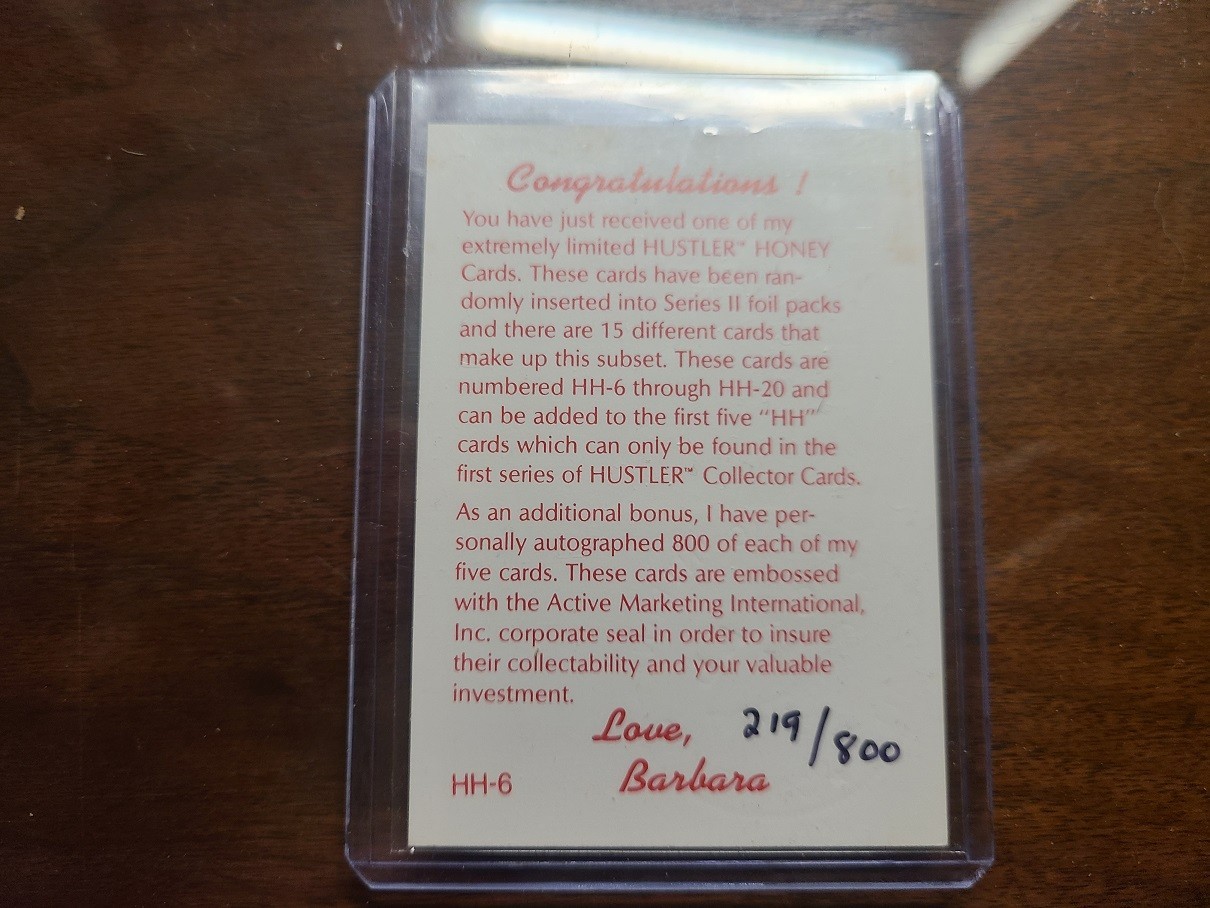 Congratulations !
You have just received one of my
extremely limited HUSTLER™ HONEY
Cards. These cards have been ran-
domly inserted into Series II foil packs
and there are 15 different cards that
make up this subset. These cards are
numbered HH-6 through HH-20 and
can be added to the first five "HH"
cards which can only be found in the
first series of HUSTLER™ Collector Cards.
As an additional bonus, I have per-
sonally autographed 800 of each of my
five cards. These cards are embossed
with the Active Marketing International,
Inc. corporate seal in order to insure
their collectability and your valuable
investment.
Love, 219/800
HH-6 Barbara